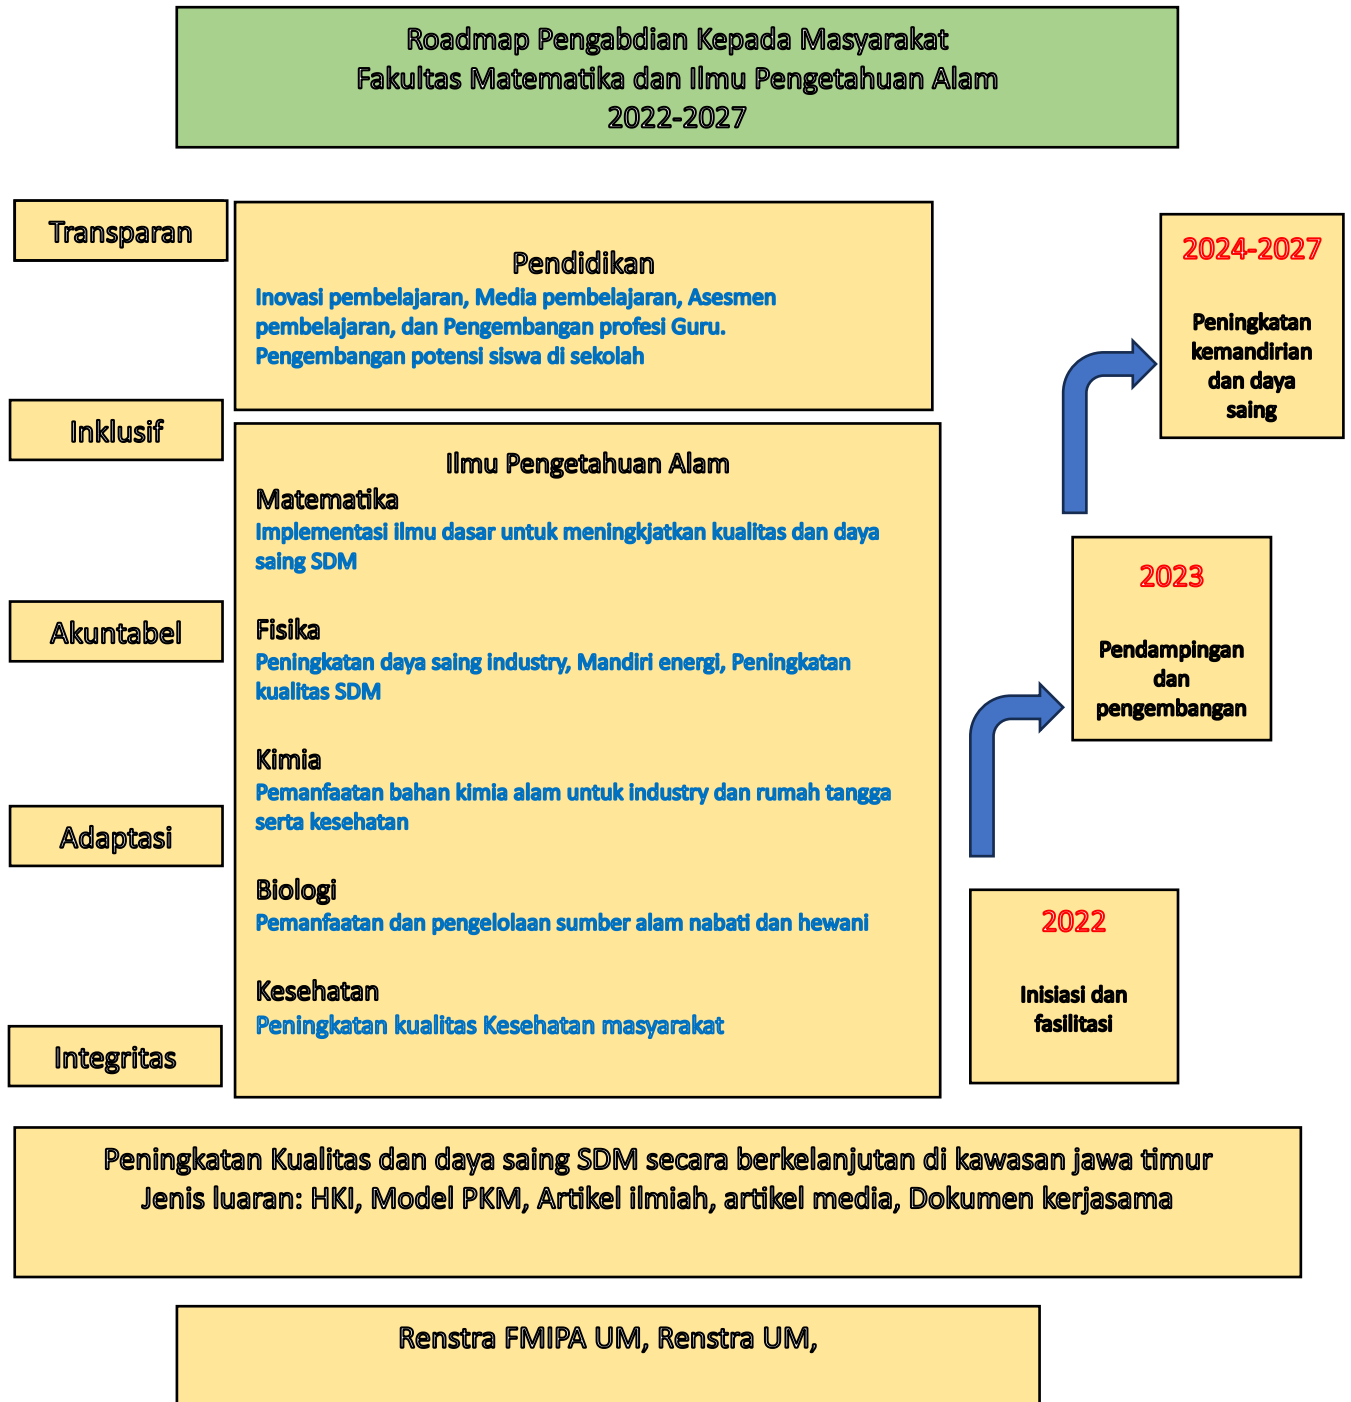 Roadmap Pengabdian Kepada Masyarakat
Fakultas Matematika dan Ilmu Pengetahuan Alam
2022-2027
Transparan
Inklusif
Akuntabel
Adaptasi
Integritas
Pendidikan
Inovasi pembelajaran, Media pembelajaran, Asesmen
pembelajaran, dan Pengembangan profesi Guru.
Pengembangan potensi siswa di sekolah
Ilmu Pengetahuan Alam
Matematika
Implementasi ilmu dasar untuk meningkjatkan kualitas dan daya
saing SDM
Fisika
Peningkatan daya saing industry, Mandiri energi, Peningkatan
kualitas SDM
Kimia
Pemanfaatan bahan kimia alam untuk industry dan rumah tangga
serta kesehatan
Biologi
Pemanfaatan dan pengelolaan sumber alam nabati dan hewani
Kesehatan
Peningkatan kualitas Kesehatan masyarakat
2024-2027
Peningkatan
kemandirian
dan daya
saing
2023
Pendampingan
dan
pengembangan
2022
Inisiasi dan
fasilitasi
Peningkatan Kualitas dan daya saing SDM secara berkelanjutan di kawasan jawa timur
Jenis luaran: HKI, Model PKM, Artikel ilmiah, artikel media, Dokumen kerjasama
Renstra FMIPA UM, Renstra UM,